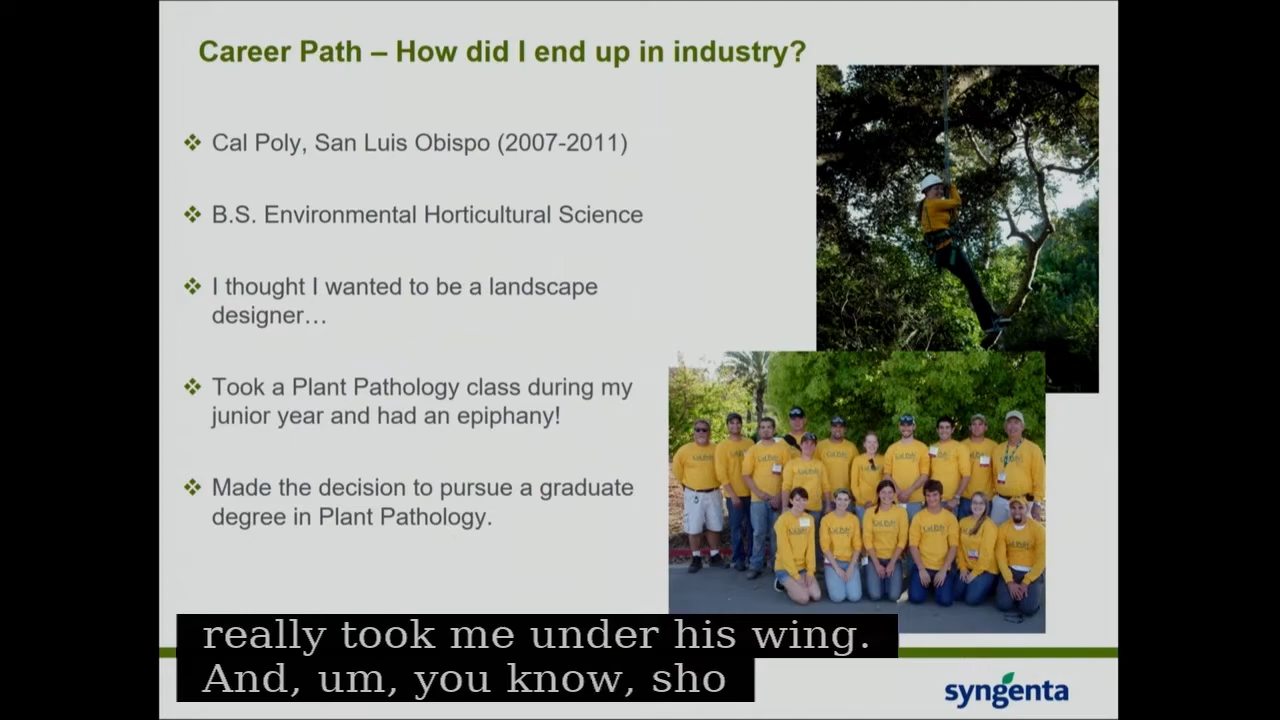 Career Path – How did I end up in industry?
❖ Cal Poly, San Luis Obispo (2007-2011)
❖ B.S. Environmental Horticultural Science
❖ I thought I wanted to be a landscape
designer…
❖ Took a Plant Pathology class during my
junior year and had an epiphany!
❖ Made the decision to pursue a graduate
degree in Plant Pathology.
really took me under his wing.
And, um, you know, sho
syngenta